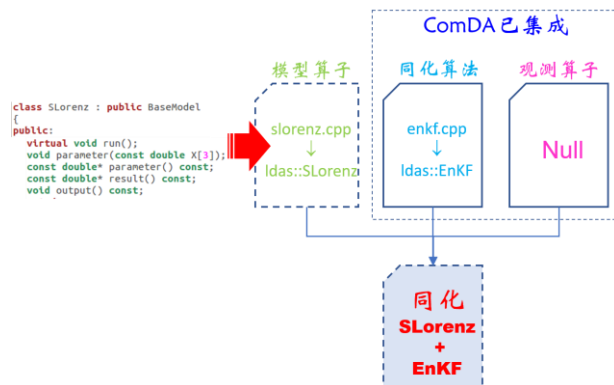 ComDA已集成
模型算子
同化算法
观测算子
class SLorenz : public BaseModel
{
public:
virtual void run();
void parameter(const double X[3]);
const double* parameter() const;
const double* result() const;
void output() const;
slorenz.cpp
↓
ldas::SLorenz
enkf.cpp
↓
ldas::EnKF
Null
同化
SLorenz
+
EnKF